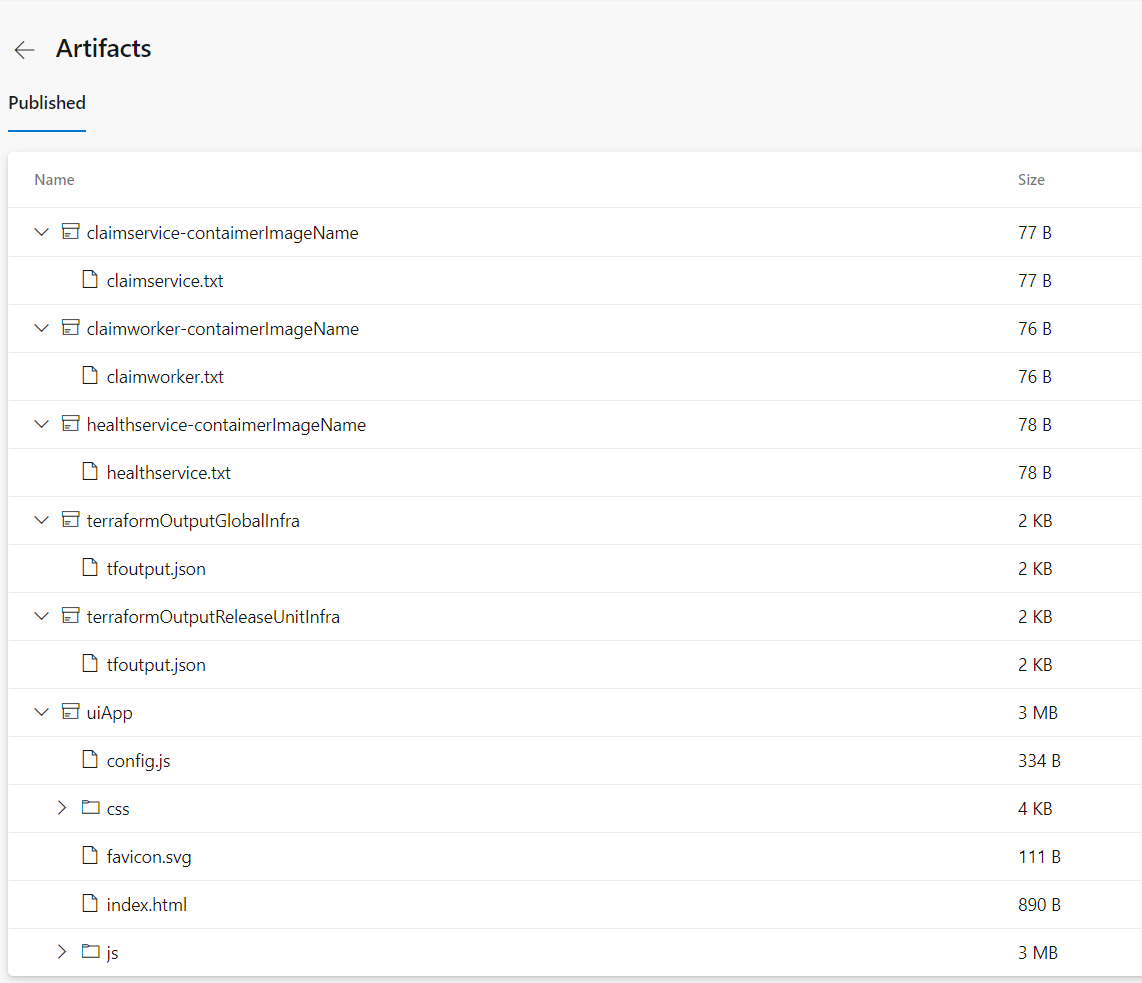 Artifacts
Published
Name Size
claimservice-contaimerImageName 77 B
claimservice.txt 77 B
claimworker-contaimerImageName 76 B
claimworker.txt 76 B
healthservice-contaimerImageName 78 B
healthservice.txt 78 B
terraformOutputGlobalInfra 2 KB
tfoutput.json 2 KB
terraformOutputReleaseUnitInfra 2 KB
tfoutput.json 2 KB
uiApp 3 MB
config.js 334 B
css 4 KB
favicon.svg 111 B
index.html 890 B
js 3 MB